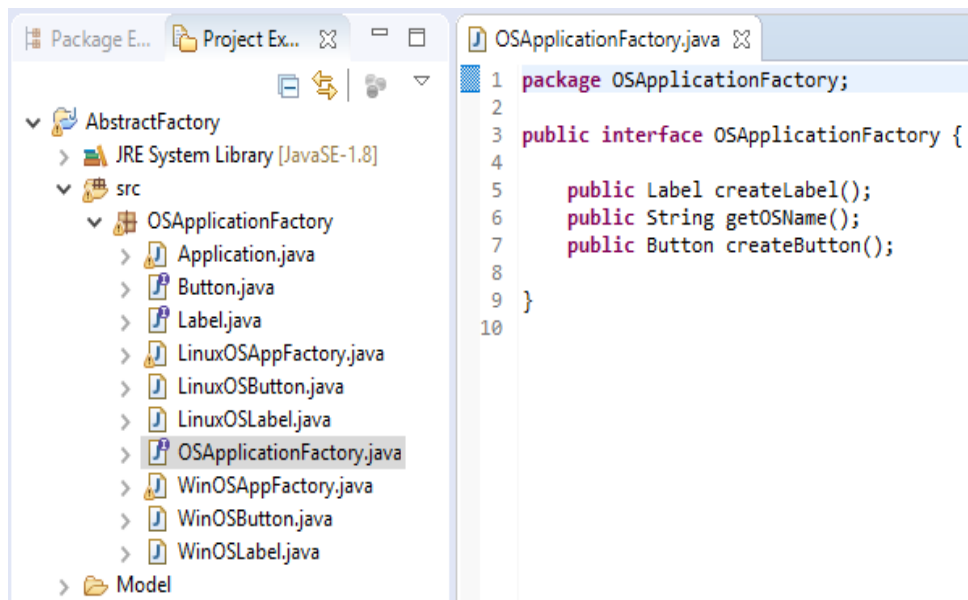 Package E...
Project Ex...
AbstractFactory
JRE System Library [JavaSE-1.8]
src
OSApplicationFactory
Application.java
Button.java
Label.java
LinuxOSAppFactory.java
LinuxOSButton.java
LinuxOSLabel.java
OSApplicationFactory.java
WinOSAppFactory.java
WinOSButton.java
WinOSLabel.java
Model
OSApplicationFactory.java
1 package OSApplicationFactory;
2
3 public interface OSApplicationFactory {
4
5 public Label createLabel();
6 public String getOSName();
7 public Button createButton();
8
9 }
10